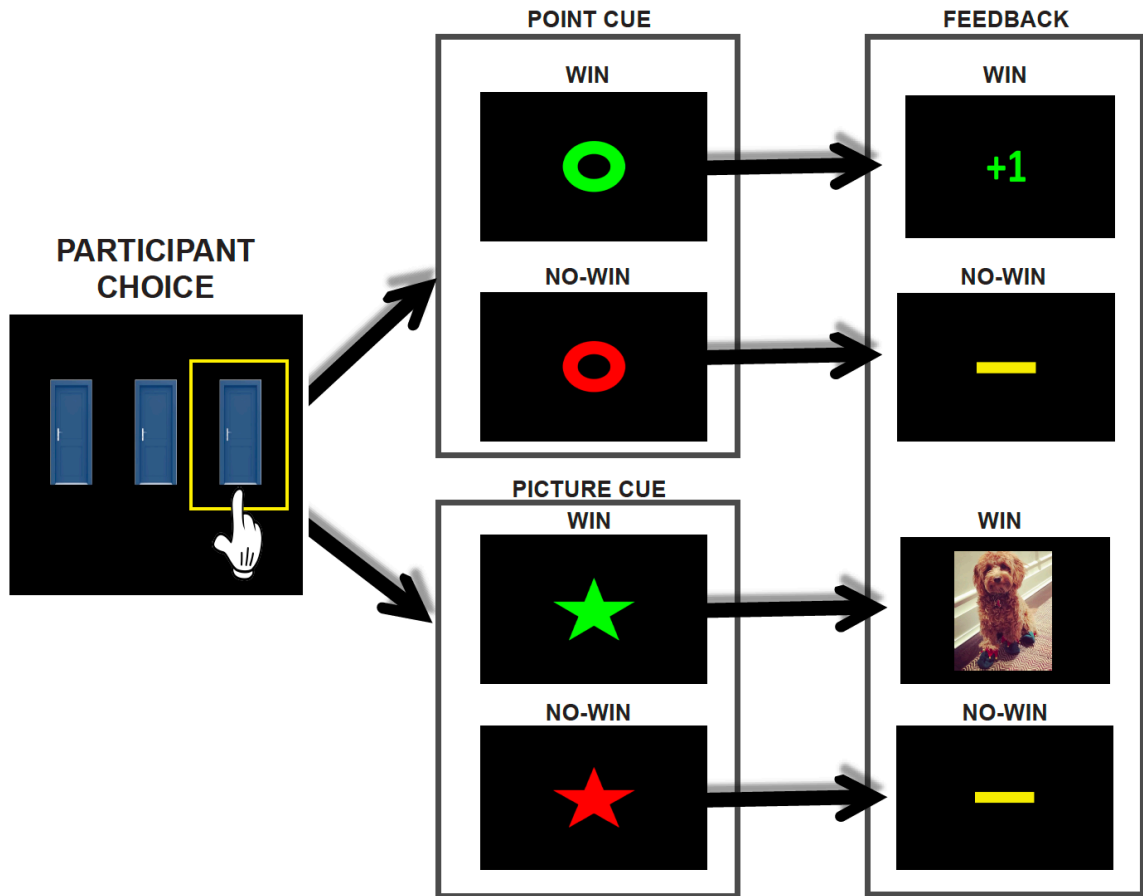 PARTICIPANT
CHOICE
POINT CUE
WIN
NO-WIN
PICTURE CUE
WIN
NO-WIN
FEEDBACK
WIN
+1
NO-WIN
WIN
NO-WIN